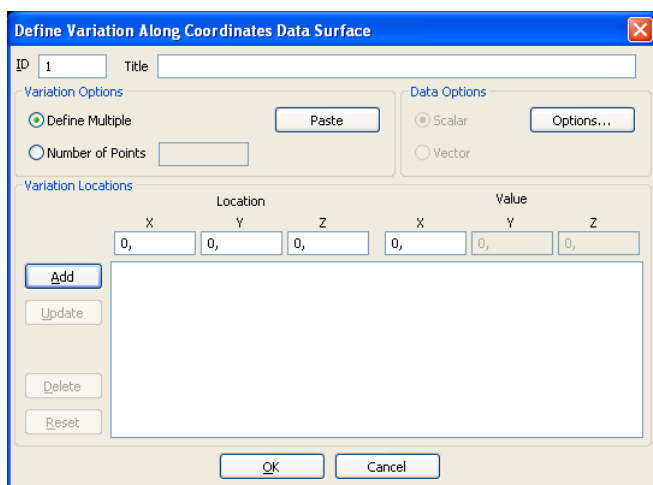 Define Variation Along Coordinates Data Surface
ID 1 Title
Variation Options
Data Options
Define Multiple
Paste
Scalar
Options...
Number of Points
Vector
Variation Locations
Location Value
X Y Z X Y Z
0, 0, 0, 0, 0, 0,
Add
Update
Delete
Reset
OK Cancel